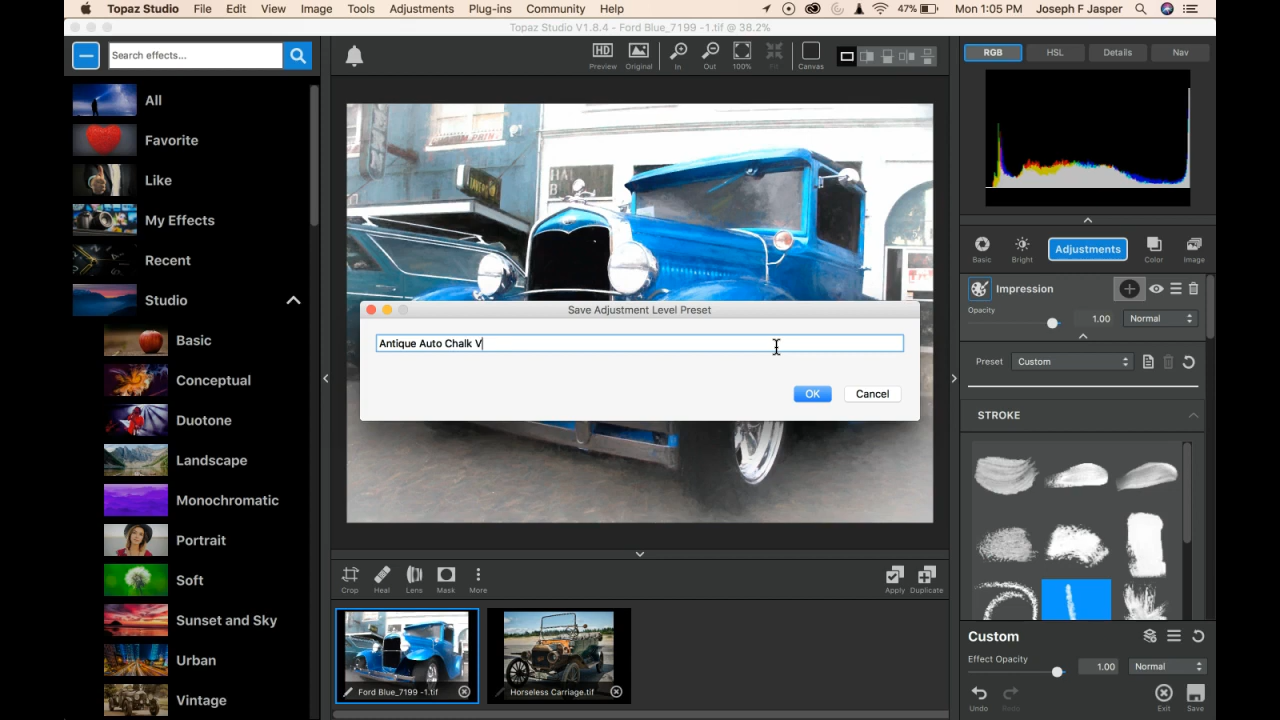 Topaz Studio File Edit View Image Tools Adjustments Plug-ins Community Help 47% Mon 1:05 PM Joseph F Jasper
Topaz Studio V1.8.4 - Ford Blue_7199 -1.tif @ 38.2%
Search effects...
All
Favorite
Like
My Effects
Recent
Studio
Basic
Conceptual
Duotone
Landscape
Monochromatic
Portrait
Soft
Sunset and Sky
Urban
Vintage
HD
Preview Original In Out 100% Fit Canvas
Save Adjustment Level Preset
Antique Auto Chalk V
OK Cancel
Crop Heal Lens Mask More Apply Duplicate
Ford Blue_7199 -1.tif Horseless Carriage.tif
RGB HSL Details Nav
Basic Bright Adjustments Color Image
Impression
Opacity 1.00 Normal
Preset Custom
STROKE
Custom
Effect Opacity 1.00 Normal
Undo Redo Exit Save